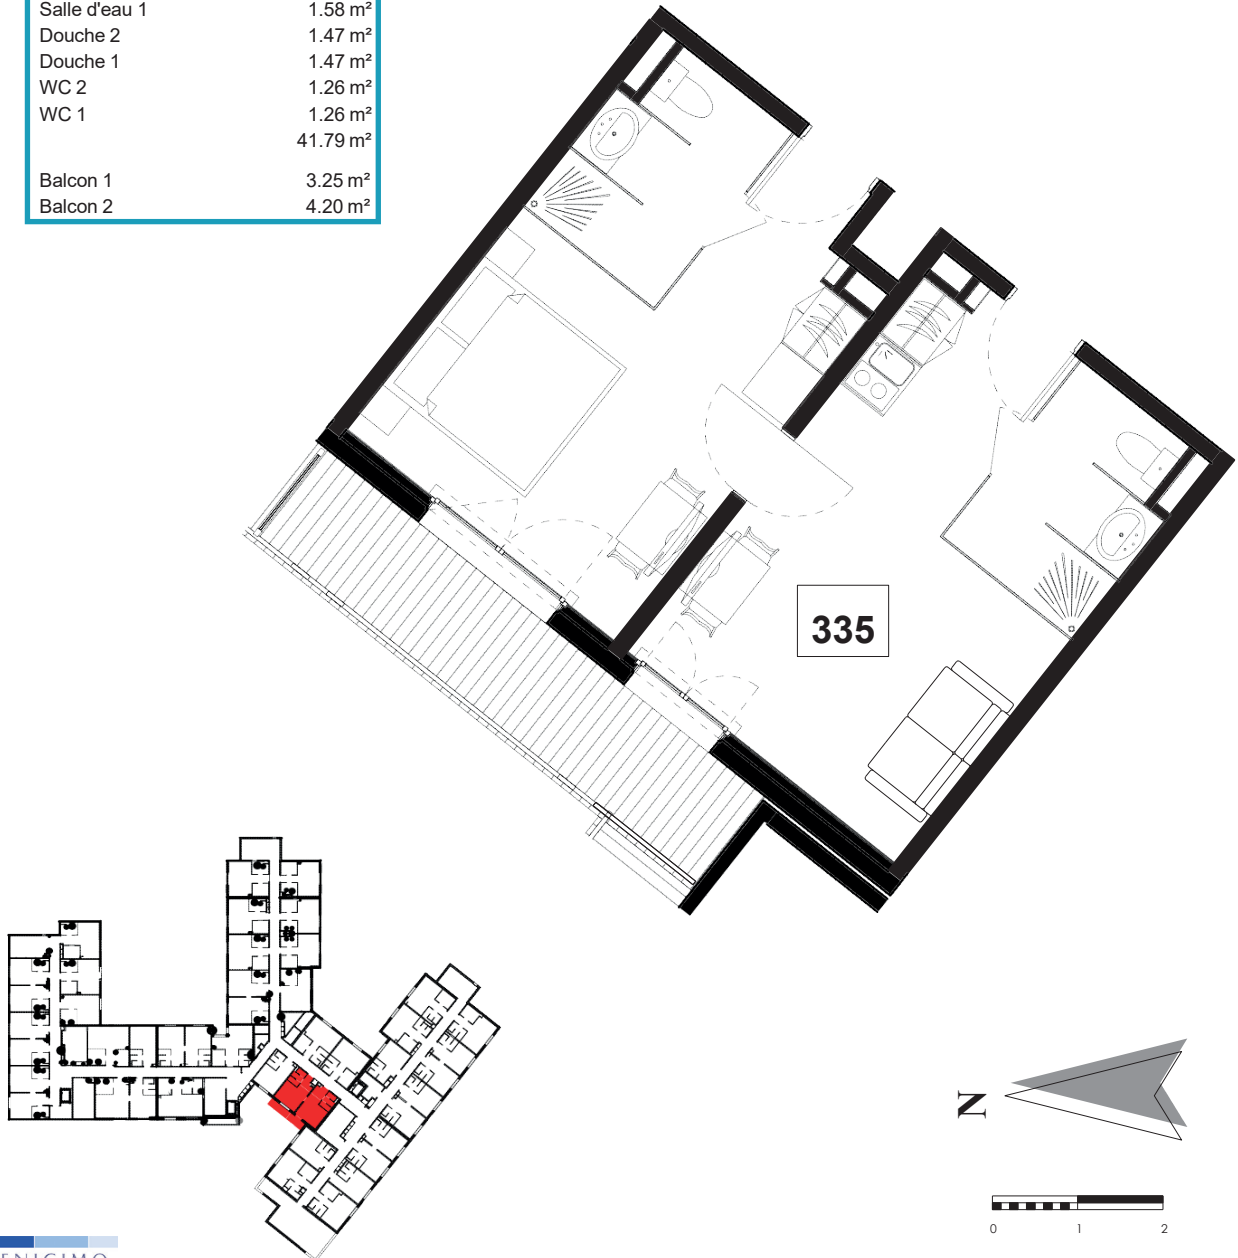 Salle d'eau 1 1.58 m²
Douche 2 1.47 m²
Douche 1 1.47 m²
WC 2 1.26 m²
WC 1 1.26 m²
41.79 m²
Balcon 1 3.25 m²
Balcon 2 4.20 m²
335
N
0 1 2